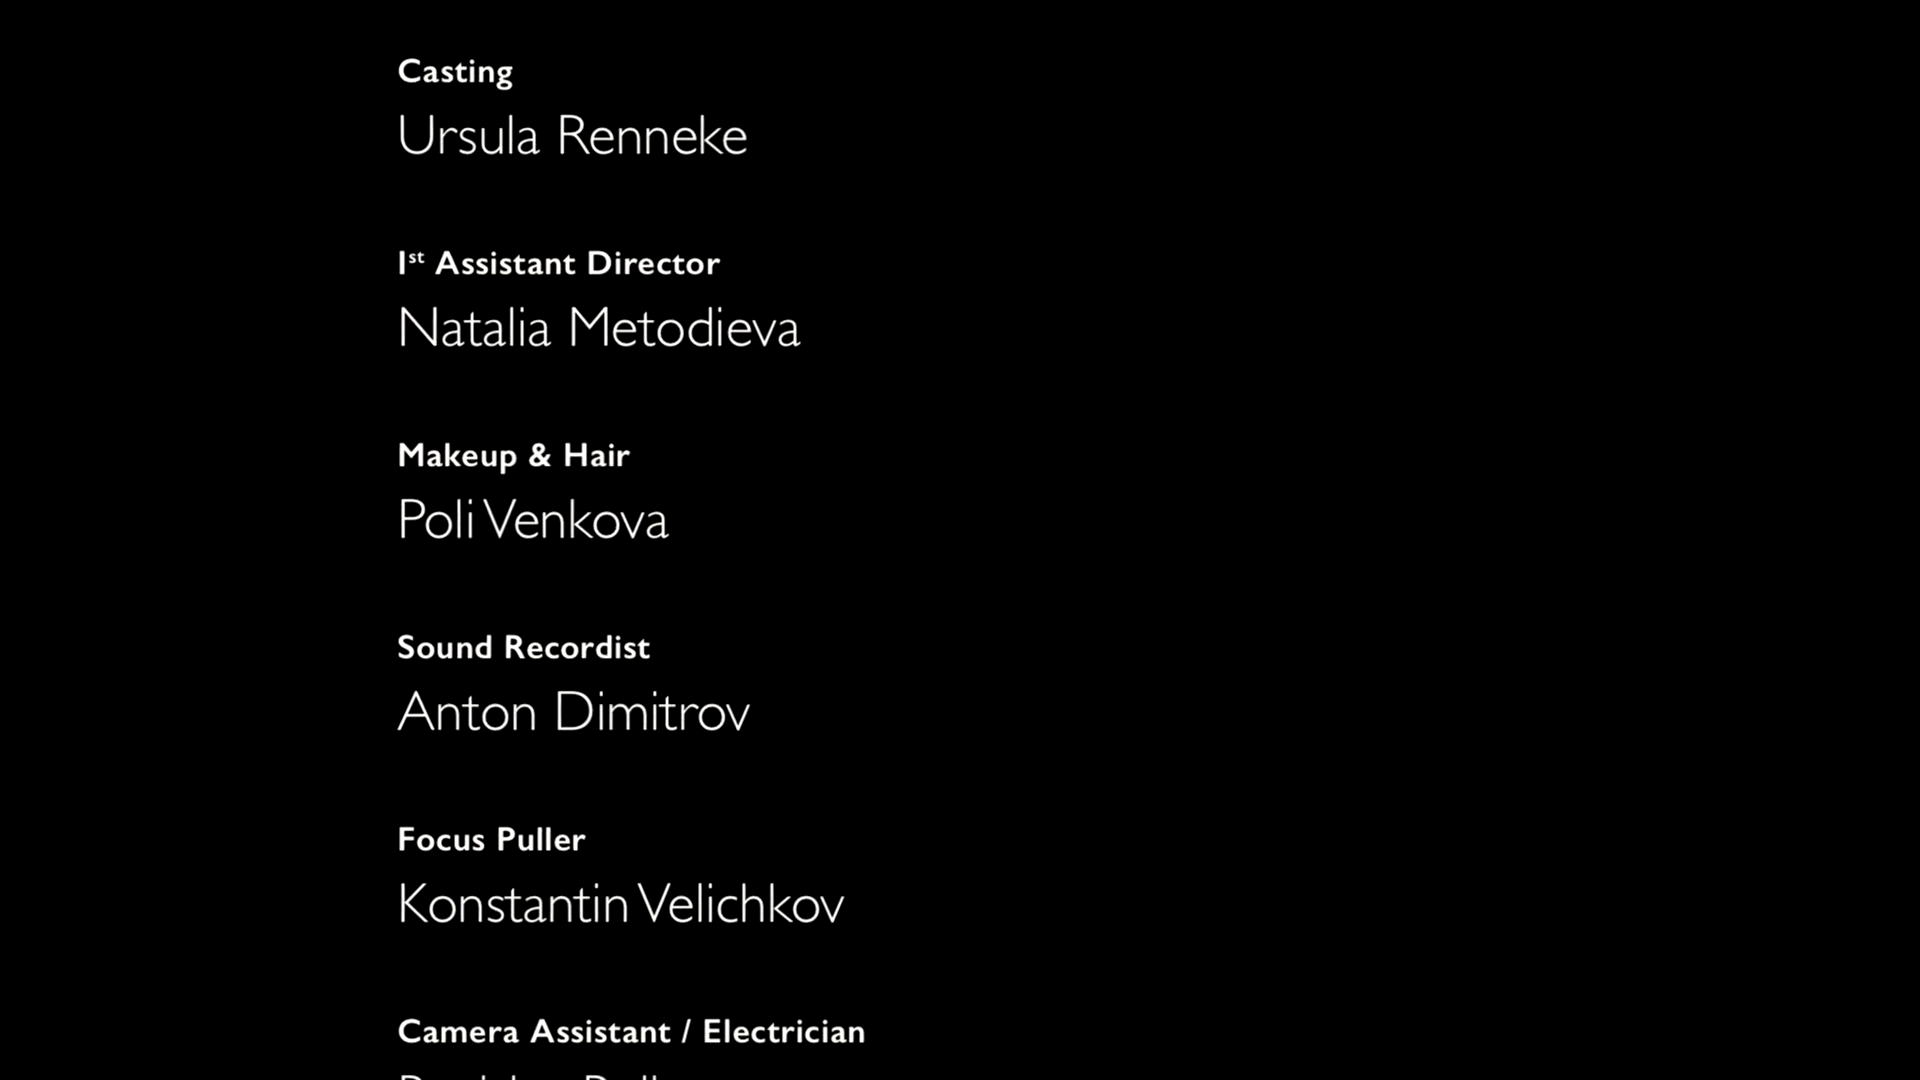 Casting
Ursula Renneke
1st Assistant Director
Natalia Metodieva
Makeup & Hair
Poli Venkova
Sound Recordist
Anton Dimitrov
Focus Puller
Konstantin Velichkov
Camera Assistant / Electrician